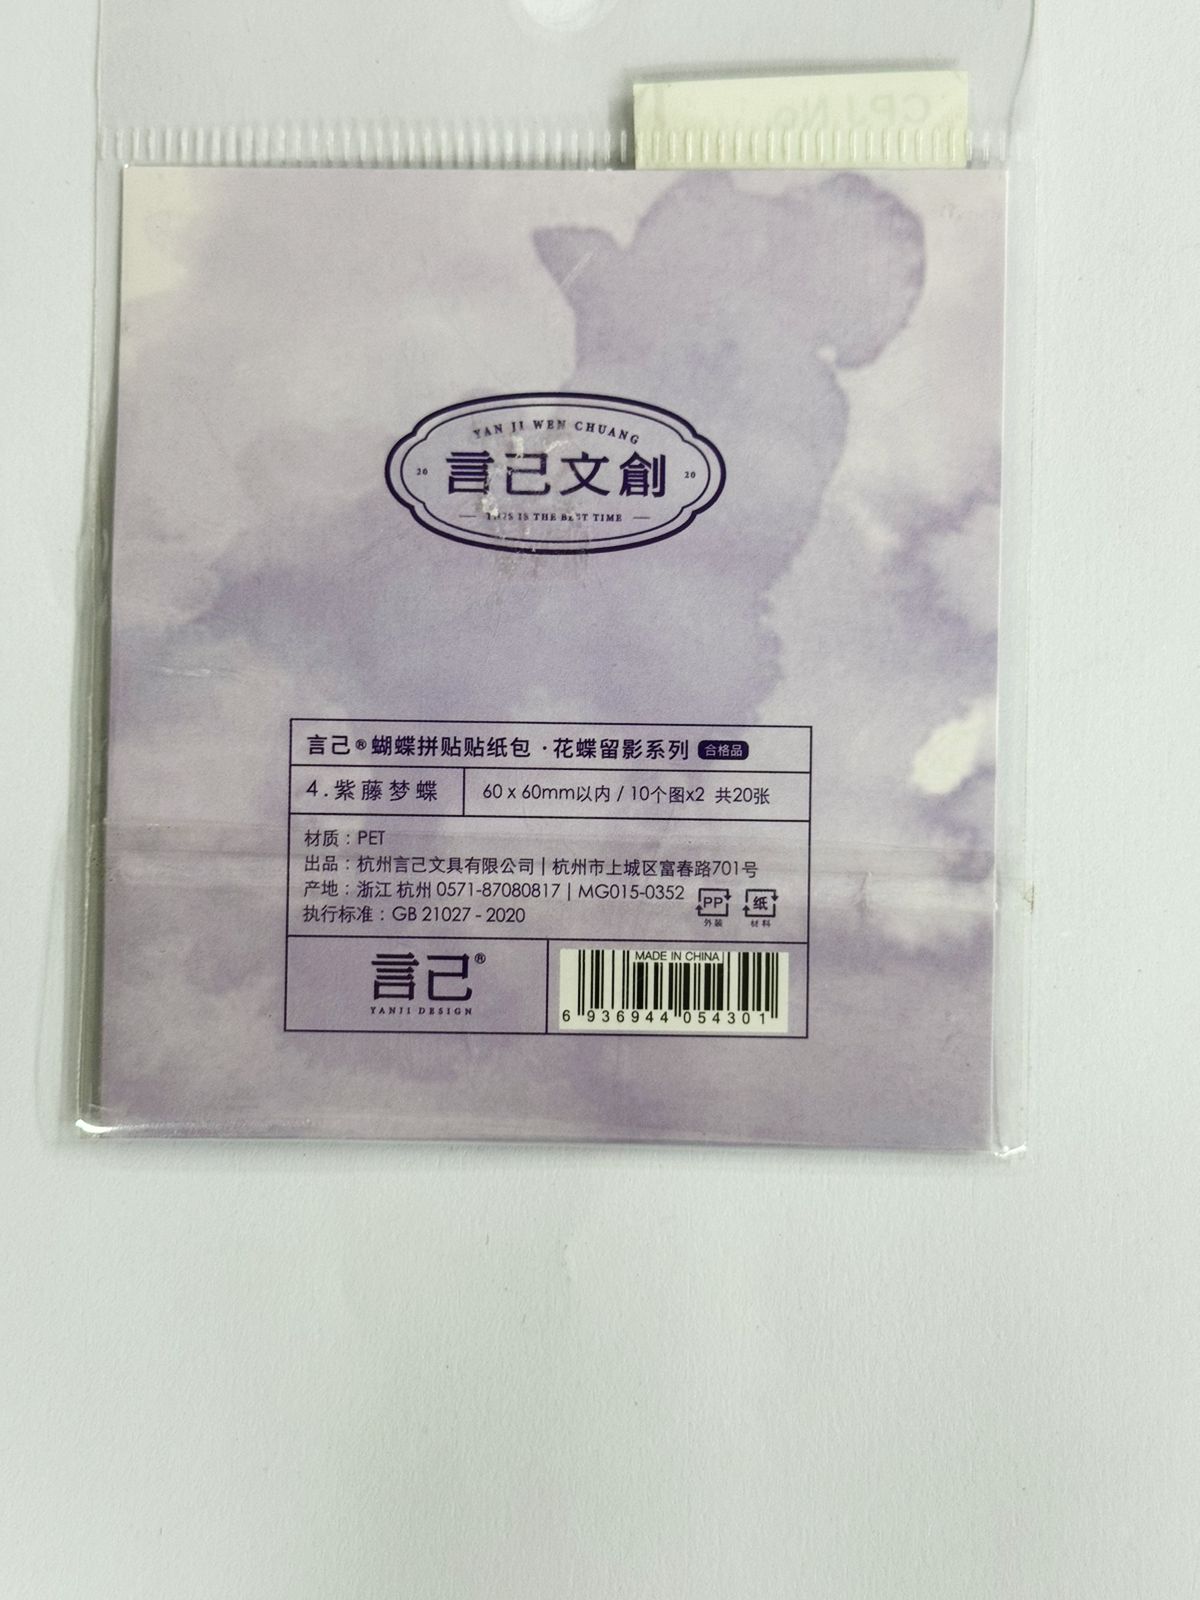 YAN JI WEN CHUANG
20 言己文創 20
THIS IS THE BEST TIME
言己® 蝴蝶拼贴贴纸包 · 花蝶留影系列 合格品
4.紫藤梦蝶 60 x 60mm以内 / 10个图x2 共20张
材质：PET
出品：杭州言己文具有限公司 | 杭州市上城区富春路701号
产地：浙江 杭州 0571-87080817 | MG015-0352
执行标准：GB 21027 - 2020
PP 纸
外装 材料
言己®
YANJI DESIGN
MADE IN CHINA
6 936944 054301